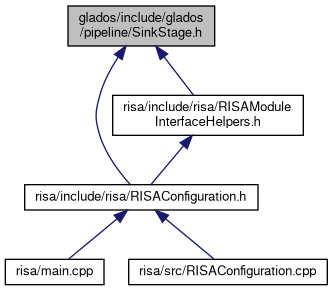 glados/include/glados
/pipeline/SinkStage.h
risa/include/risa/RISAModule
InterfaceHelpers.h
risa/include/risa/RISAConfiguration.h
risa/main.cpp
risa/src/RISAConfiguration.cpp